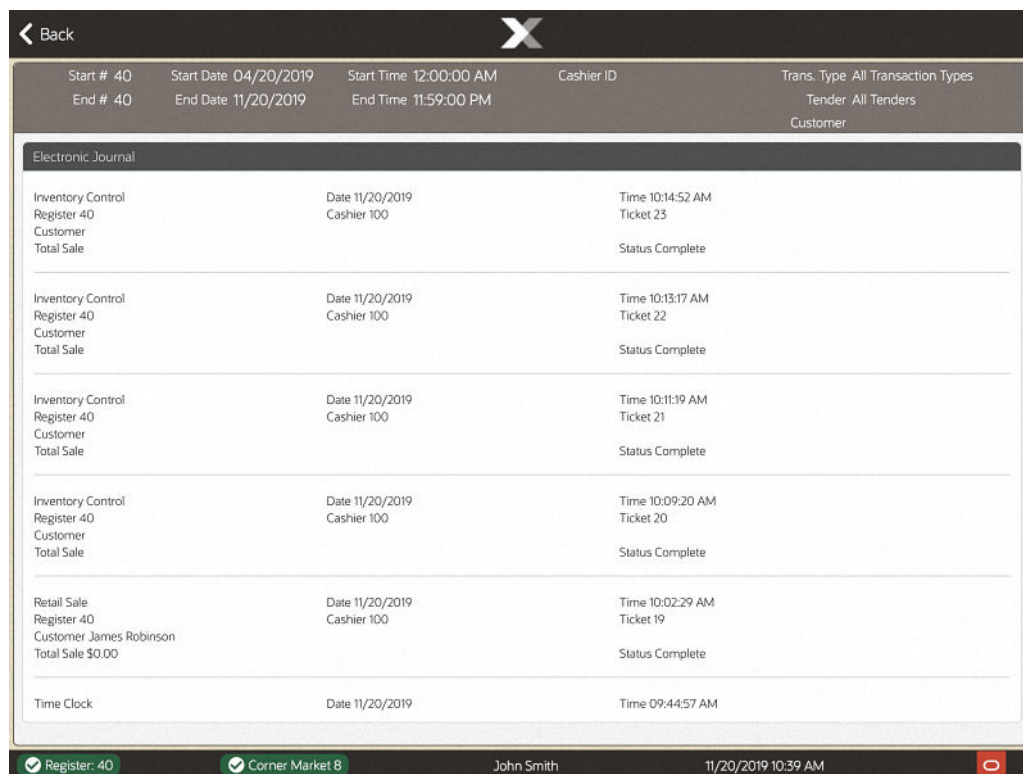 Back
Start # 40 Start Date 04/20/2019 Start Time 12:00:00 AM Cashier ID Trans. Type All Transaction Types
End # 40 End Date 11/20/2019 End Time 11:59:00 PM Tender All Tenders
Customer
Electronic Journal
Inventory Control Date 11/20/2019 Time 10:14:52 AM
Register 40 Cashier 100 Ticket 23
Customer
Total Sale Status Complete
Inventory Control Date 11/20/2019 Time 10:13:17 AM
Register 40 Cashier 100 Ticket 22
Customer
Total Sale Status Complete
Inventory Control Date 11/20/2019 Time 10:11:19 AM
Register 40 Cashier 100 Ticket 21
Customer
Total Sale Status Complete
Inventory Control Date 11/20/2019 Time 10:09:20 AM
Register 40 Cashier 100 Ticket 20
Customer
Total Sale Status Complete
Retail Sale Date 11/20/2019 Time 10:02:29 AM
Register 40 Cashier 100 Ticket 19
Customer James Robinson
Total Sale $0.00 Status Complete
Time Clock Date 11/20/2019 Time 09:44:57 AM
Register: 40 Corner Market 8 John Smith 11/20/2019 10:39 AM